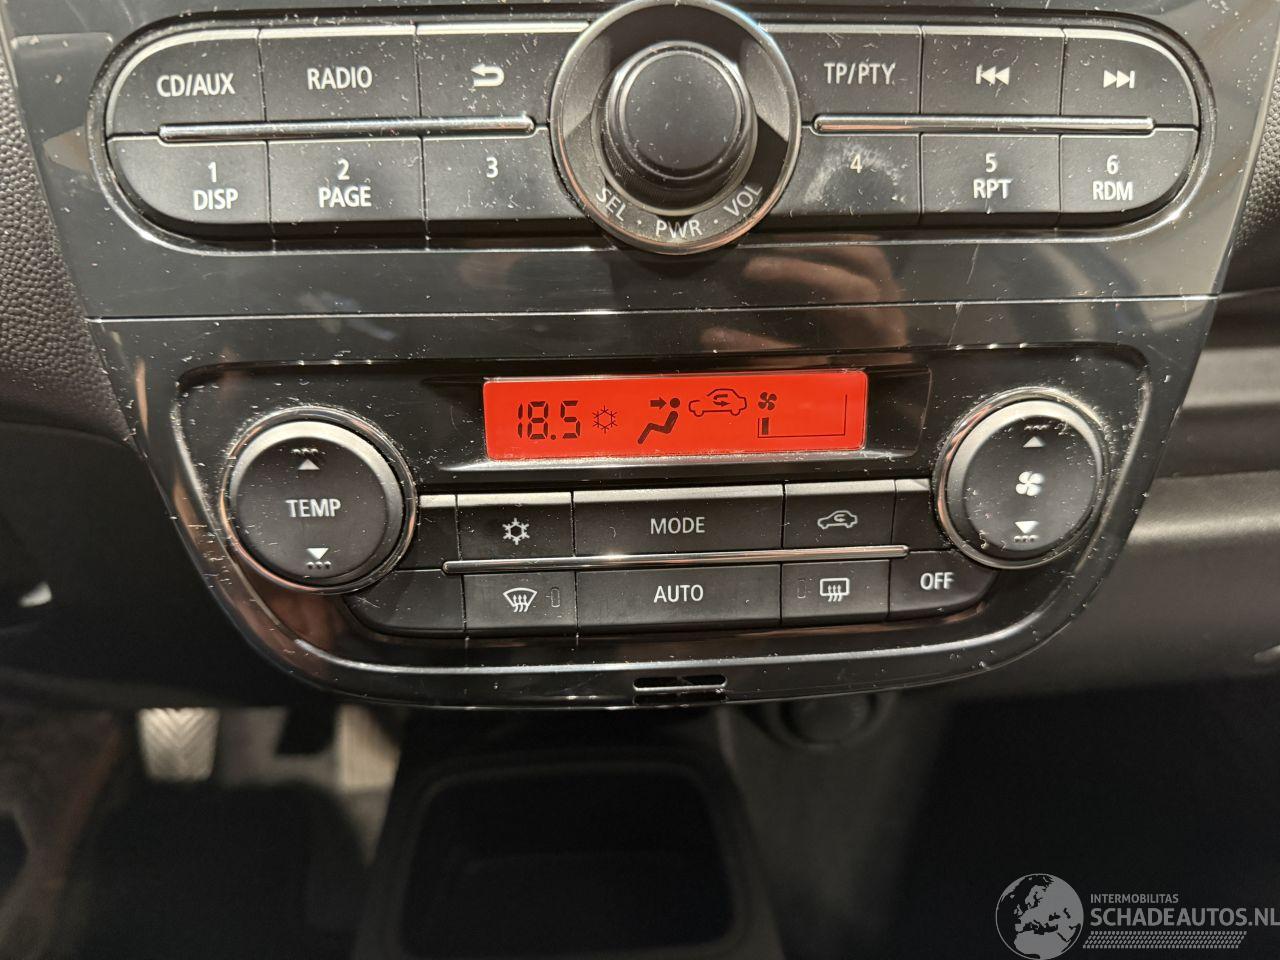 CD/AUX RADIO TP/PTY
1 2 3 4 5 6
DISP PAGE RPT RDM
SEL · PWR · VOL
18.5
TEMP
MODE
AUTO OFF
INTERMOBILITAS
SCHADEAUTOS.NL